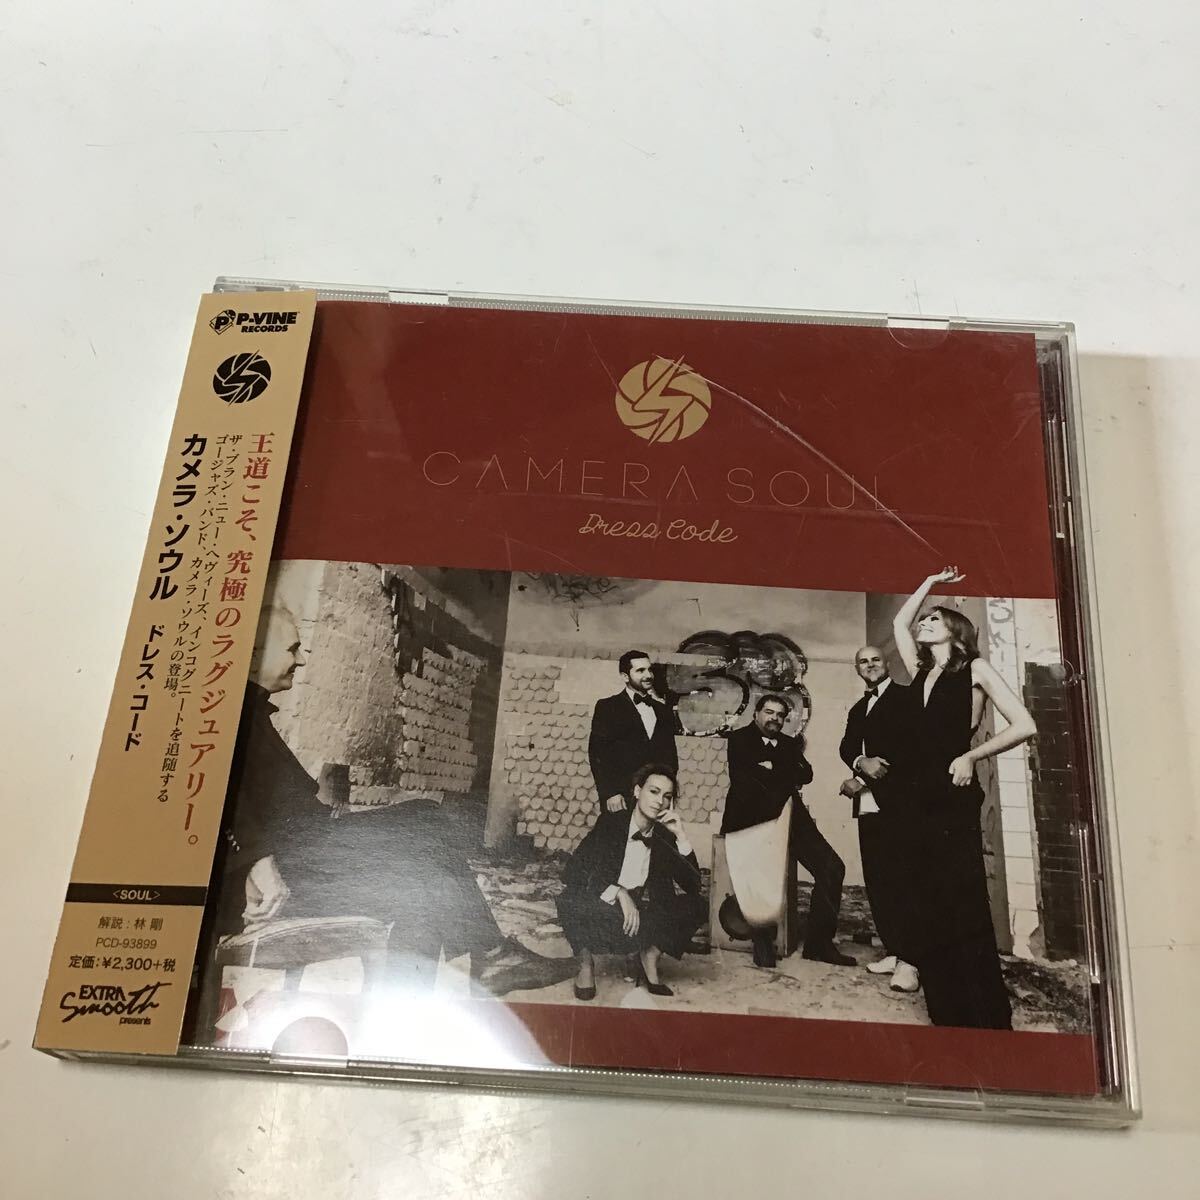 P-VINE
RECORDS
王道こそ、究極のラグジュアリー。
ザ・ブラン・ニュー・ヘヴィーズ、インコグニートを追随する
ゴージャズ・バンド、カメラ・ソウルの登場。
カメラ・ソウル ドレス・コード
<SOUL>
解説：林 剛
PCD-93899
定価：¥2,300+税
EXTRA
Smooth
presents
CAMERA SOUL
Dress Code